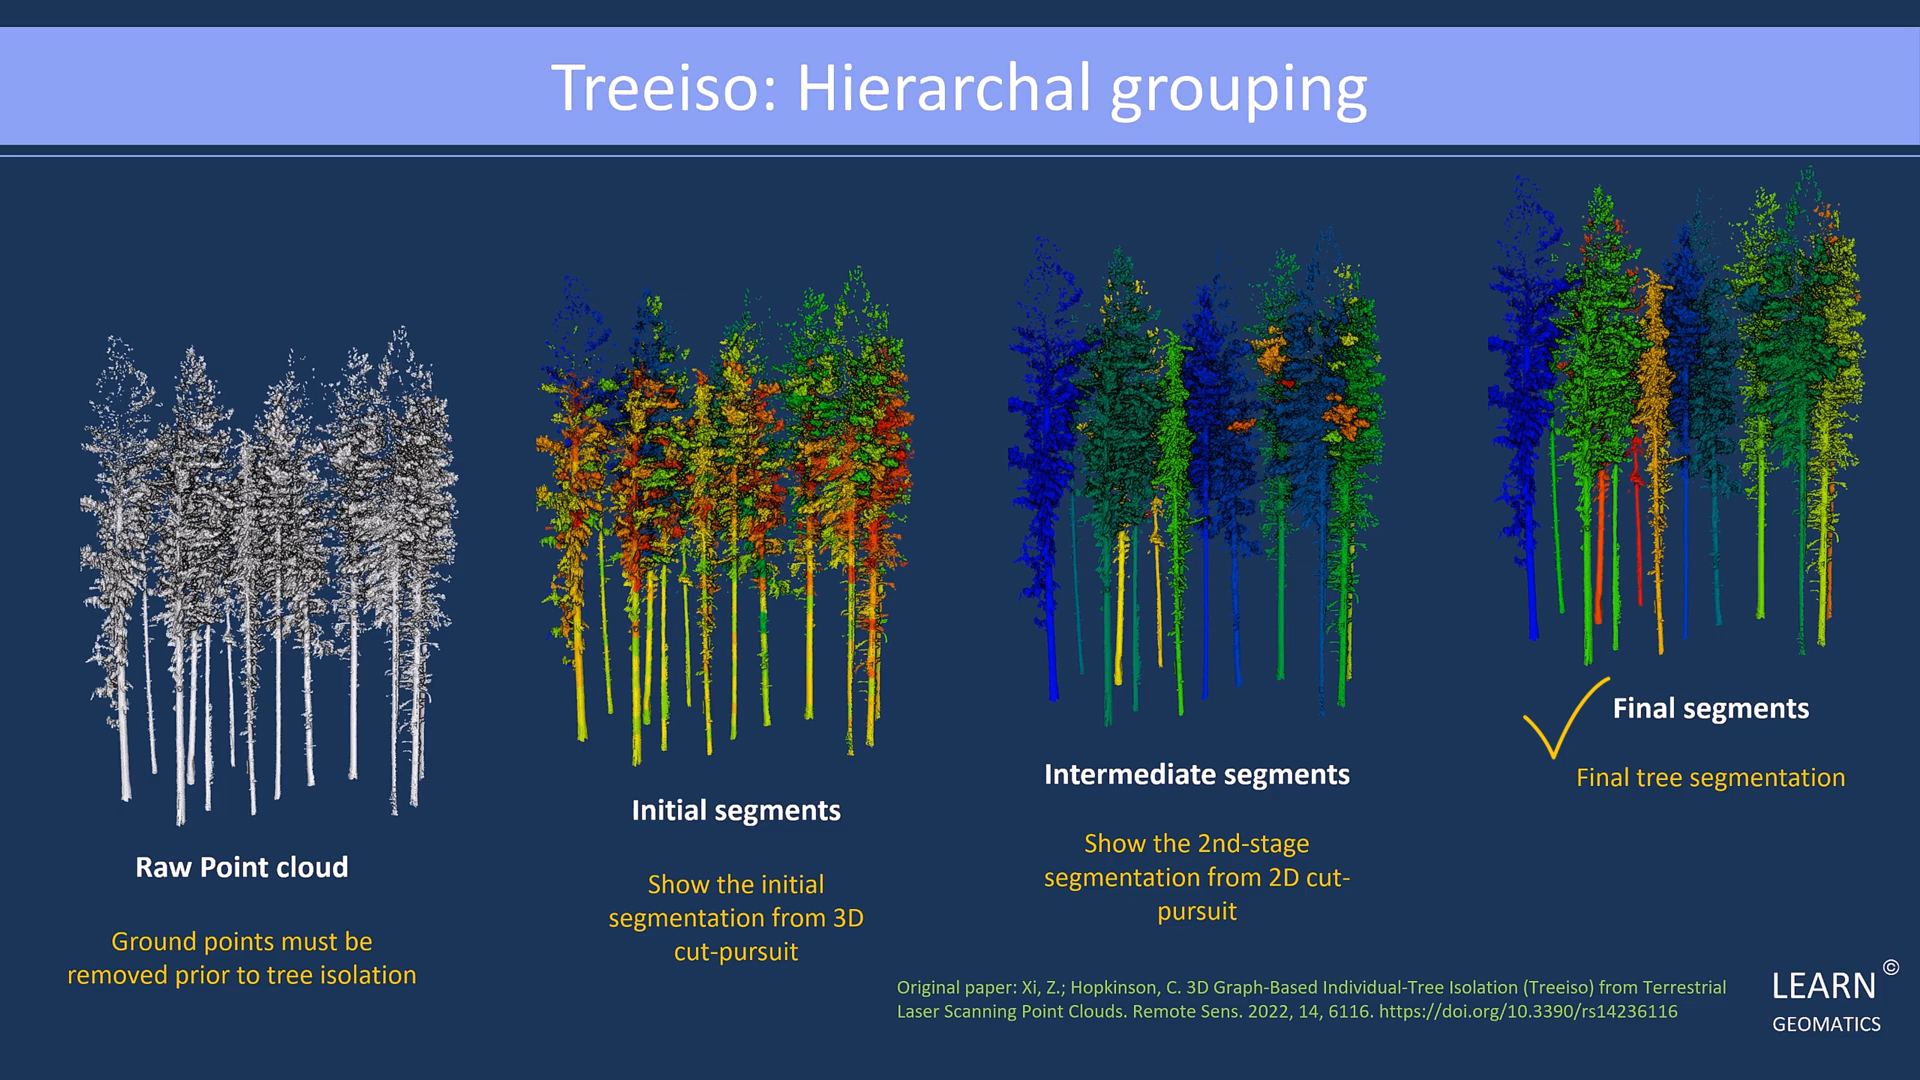 Treeiso: Hierarchal grouping
Raw Point cloud
Ground points must be
removed prior to tree isolation
Initial segments
Show the initial
segmentation from 3D
cut-pursuit
Intermediate segments
Show the 2nd-stage
segmentation from 2D cut-
pursuit
Final segments
Final tree segmentation
Original paper: Xi, Z.; Hopkinson, C. 3D Graph-Based Individual-Tree Isolation (Treeiso) from Terrestrial
Laser Scanning Point Clouds. Remote Sens. 2022, 14, 6116. https://doi.org/10.3390/rs14236116
LEARN ©
GEOMATICS